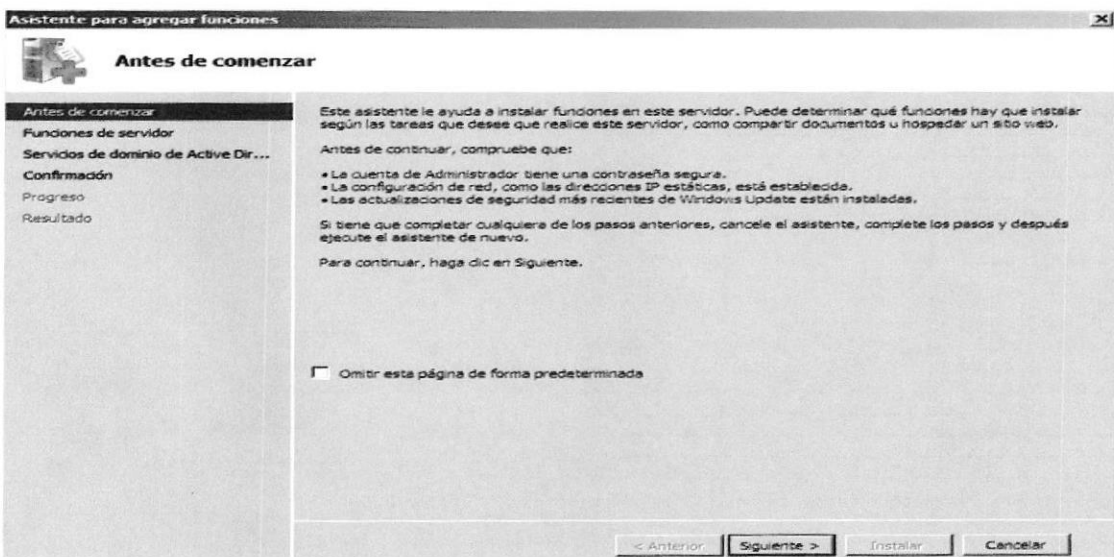 Asistente para agregar funciones
Antes de comenzar
Antes de comenzar
Funciones de servidor
Servicios de dominio de Active Dir...
Confirmación
Progreso
Resultado
Este asistente le ayuda a instalar funciones en este servidor. Puede determinar qué funciones hay que instalar
según las tareas que desee que realice este servidor, como compartir documentos u hospedar un sitio web.
Antes de continuar, compruebe que:
• La cuenta de Administrador tiene una contraseña segura.
• La configuración de red, como las direcciones IP estáticas, está establecida.
• Las actualizaciones de seguridad más recientes de Windows Update están instaladas.
Si tiene que completar cualquiera de los pasos anteriores, cancele el asistente, complete los pasos y después
ejecute el asistente de nuevo.
Para continuar, haga clic en Siguiente.
Omitir esta página de forma predeterminada
< Anterior
Siguiente >
Instalar
Cancelar